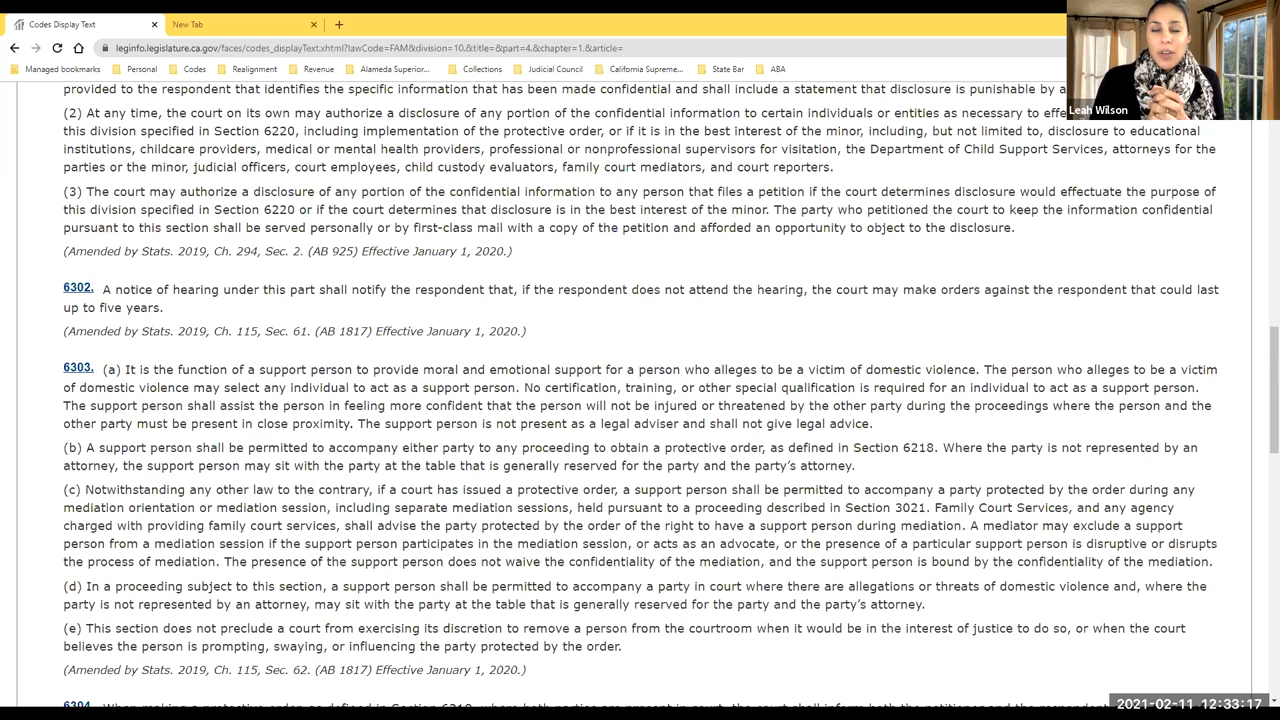 Codes Display Text
New Tab
leginfo.legislature.ca.gov/faces/codes_displayText.xhtml?lawCode=FAM&division=10.&title=&part=4.&chapter=1.&article=
Managed bookmarks Personal Codes Realignment Revenue Alameda Superior... Collections Judicial Council California Supreme... State Bar ABA
Leah Wilson
provided to the respondent that identifies the specific information that has been made confidential and shall include a statement that disclosure is punishable by a
(2) At any time, the court on its own may authorize a disclosure of any portion of the confidential information to certain individuals or entities as necessary to
this division specified in Section 6220, including implementation of the protective order, or if it is in the best interest of the minor, including, but not limited to, disclosure to educational
institutions, childcare providers, medical or mental health providers, professional or nonprofessional supervisors for visitation, the Department of Child Support Services, attorneys for the
parties or the minor, judicial officers, court employees, child custody evaluators, family court mediators, and court reporters.
(3) The court may authorize a disclosure of any portion of the confidential information to any person that files a petition if the court determines disclosure would effectuate the purpose of
this division specified in Section 6220 or if the court determines that disclosure is in the best interest of the minor. The party who petitioned the court to keep the information confidential
pursuant to this section shall be served personally or by first-class mail with a copy of the petition and afforded an opportunity to object to the disclosure.
(Amended by Stats. 2019, Ch. 294, Sec. 2. (AB 925) Effective January 1, 2020.)
6302. A notice of hearing under this part shall notify the respondent that, if the respondent does not attend the hearing, the court may make orders against the respondent that could last
up to five years.
(Amended by Stats. 2019, Ch. 115, Sec. 61. (AB 1817) Effective January 1, 2020.)
6303. (a) It is the function of a support person to provide moral and emotional support for a person who alleges to be a victim of domestic violence. The person who alleges to be a victim
of domestic violence may select any individual to act as a support person. No certification, training, or other special qualification is required for an individual to act as a support person.
The support person shall assist the person in feeling more confident that the person will not be injured or threatened by the other party during the proceedings where the person and the
other party must be present in close proximity. The support person is not present as a legal adviser and shall not give legal advice.
(b) A support person shall be permitted to accompany either party to any proceeding to obtain a protective order, as defined in Section 6218. Where the party is not represented by an
attorney, the support person may sit with the party at the table that is generally reserved for the party and the party’s attorney.
(c) Notwithstanding any other law to the contrary, if a court has issued a protective order, a support person shall be permitted to accompany a party protected by the order during any
mediation orientation or mediation session, including separate mediation sessions, held pursuant to a proceeding described in Section 3021. Family Court Services, and any agency
charged with providing family court services, shall advise the party protected by the order of the right to have a support person during mediation. A mediator may exclude a support
person from a mediation session if the support person participates in the mediation session, or acts as an advocate, or the presence of a particular support person is disruptive or disrupts
the process of mediation. The presence of the support person does not waive the confidentiality of the mediation, and the support person is bound by the confidentiality of the mediation.
(d) In a proceeding subject to this section, a support person shall be permitted to accompany a party in court where there are allegations or threats of domestic violence and, where the
party is not represented by an attorney, may sit with the party at the table that is generally reserved for the party and the party’s attorney.
(e) This section does not preclude a court from exercising its discretion to remove a person from the courtroom when it would be in the interest of justice to do so, or when the court
believes the person is prompting, swaying, or influencing the party protected by the order.
(Amended by Stats. 2019, Ch. 115, Sec. 62. (AB 1817) Effective January 1, 2020.)
2021-02-11 12:33:17